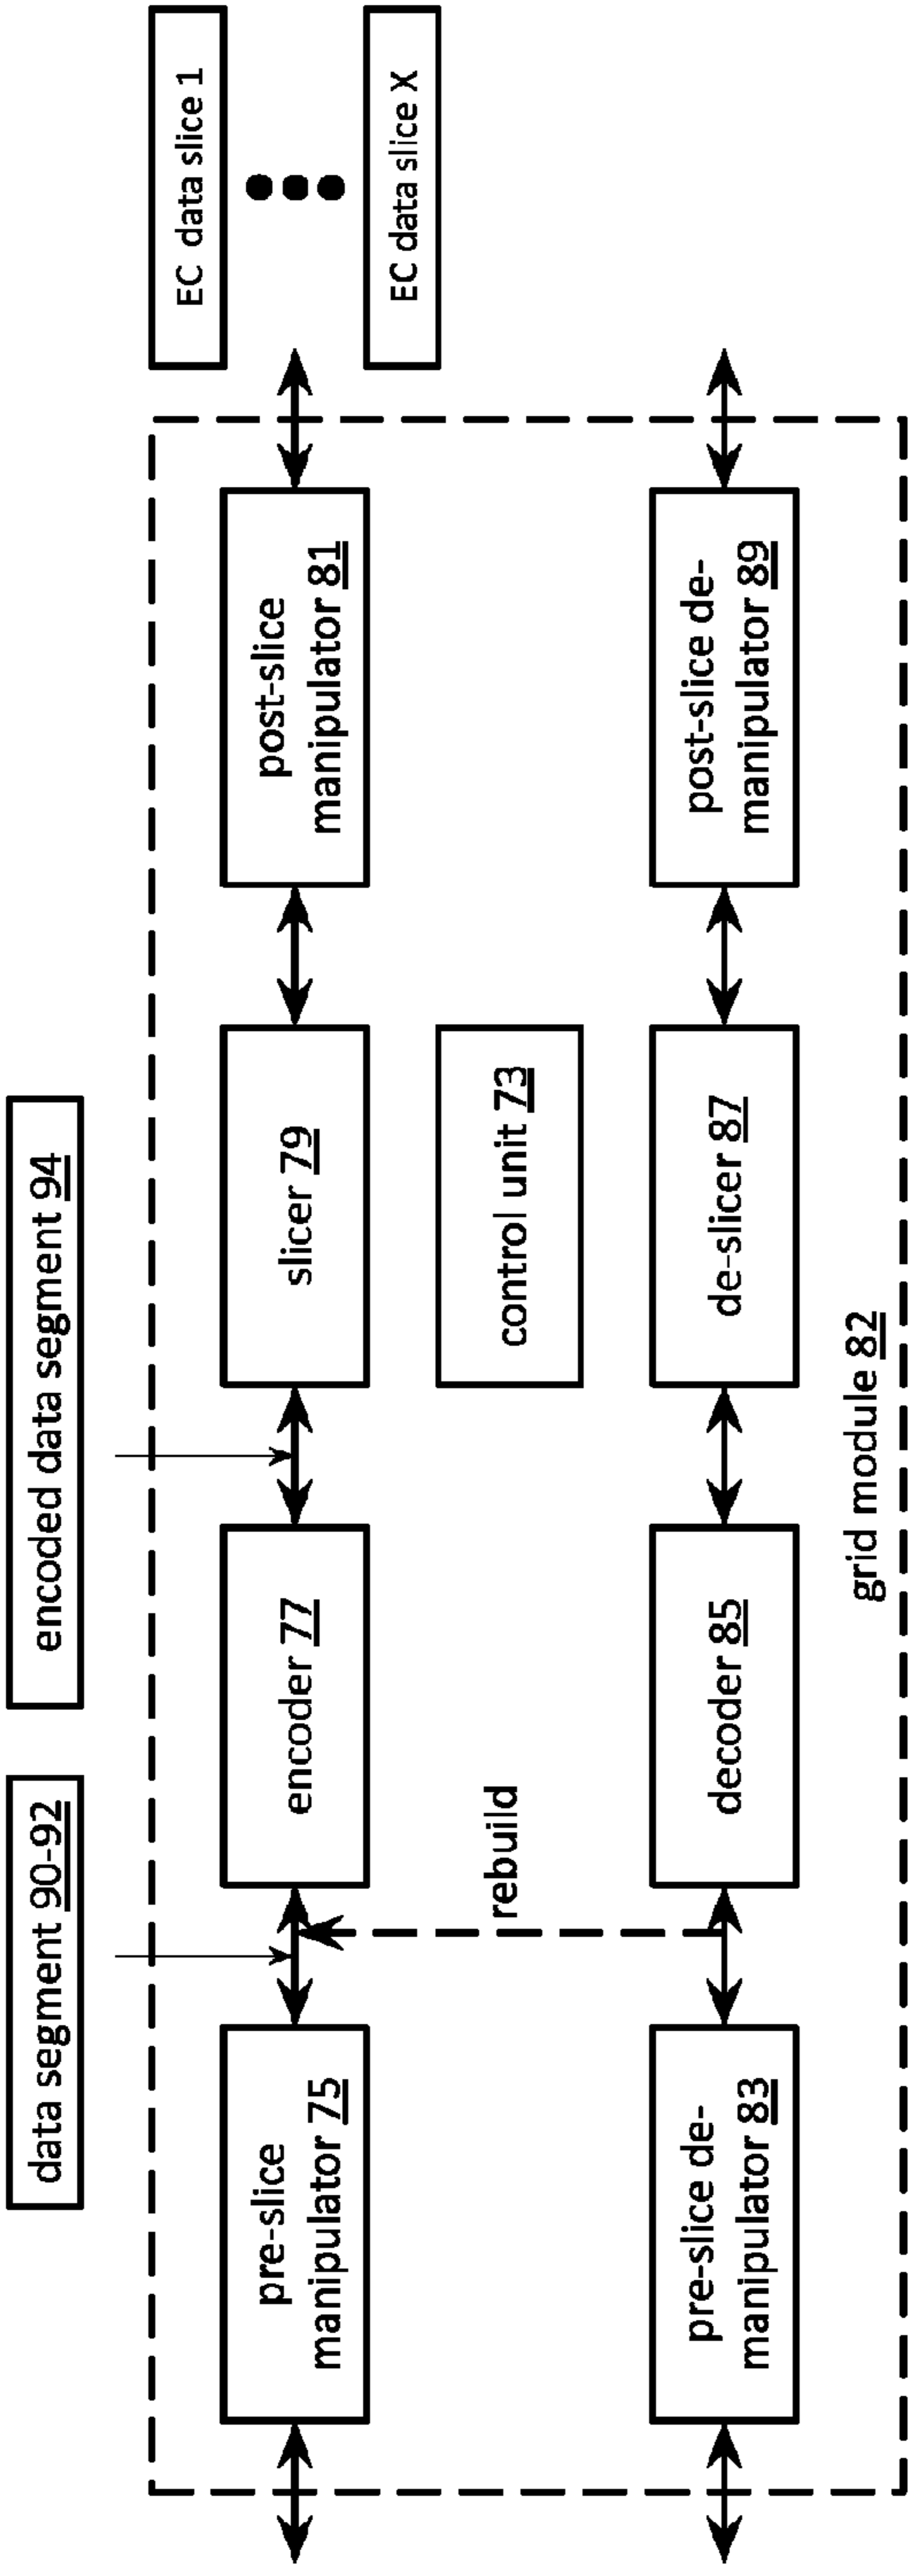 data segment 90-92
encoded data segment 94
EC data slice 1
EC data slice X
pre-slice
manipulator 75
encoder 77
slicer 79
post-slice
manipulator 81
rebuild
control unit 73
pre-slice de-
manipulator 83
decoder 85
de-slicer 87
post-slice de-
manipulator 89
grid module 82